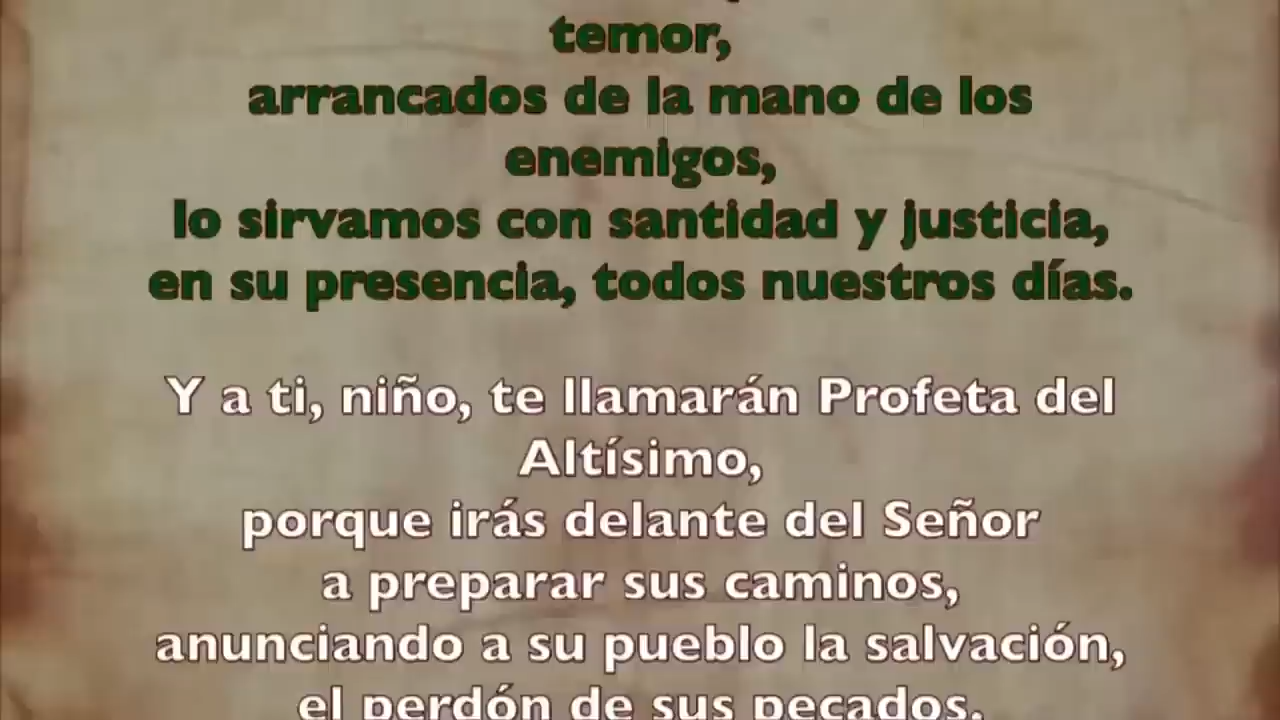 temor,
arrancados de la mano de los
enemigos,
lo sirvamos con santidad y justicia,
en su presencia, todos nuestros días.
Y a ti, niño, te llamarán Profeta del
Altísimo,
porque irás delante del Señor
a preparar sus caminos,
anunciando a su pueblo la salvación,
el perdón de sus pecados.